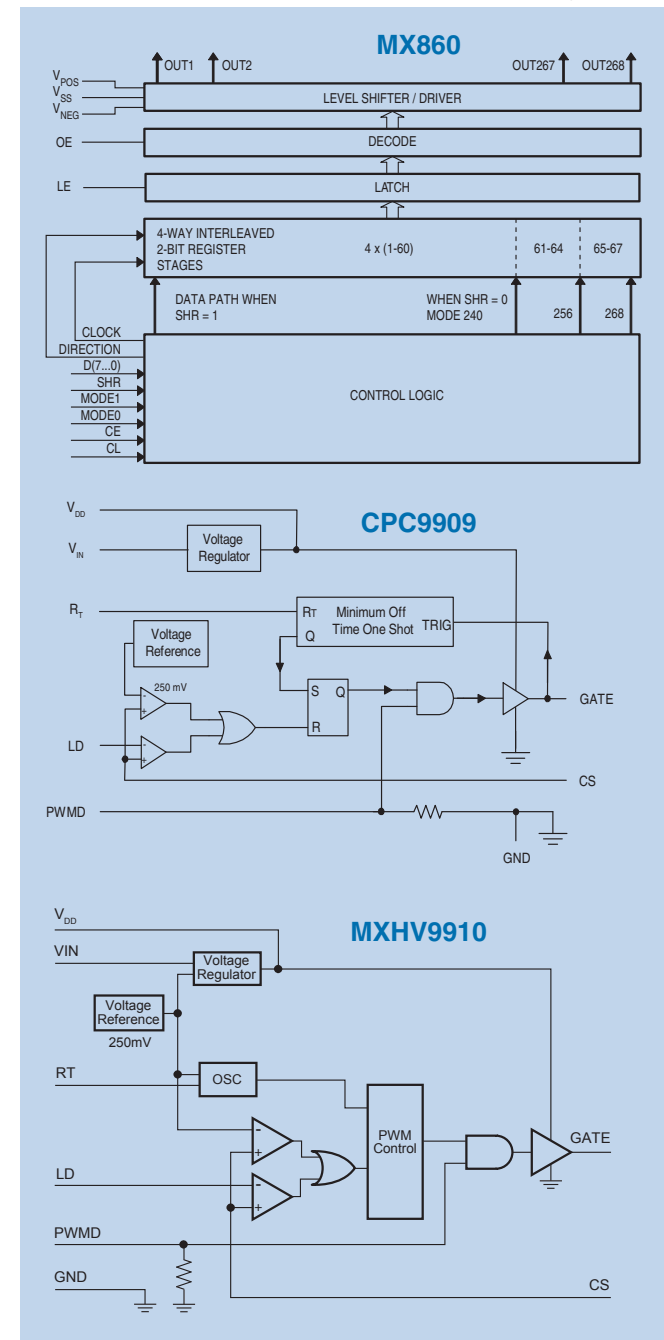 MX860
OUT1 OUT2 OUT267 OUT268
VPOS
VSS
VNEG
LEVEL SHIFTER / DRIVER
OE
DECODE
LE
LATCH
4-WAY INTERLEAVED
2-BIT REGISTER
STAGES
4 x (1-60)
61-64
65-67
DATA PATH WHEN
SHR = 1
WHEN SHR = 0
MODE 240
256
268
CLOCK
DIRECTION
D(7...0)
SHR
MODE1
MODE0
CE
CL
CONTROL LOGIC
CPC9909
VDD
VIN
Voltage
Regulator
RT
RT
Minimum Off
Time One Shot
TRIG
Q
Voltage
Reference
250 mV
-
+
S Q
R
GATE
LD
-
+
CS
PWMD
GND
MXHV9910
VDD
VIN
Voltage
Regulator
Voltage
Reference
250mV
RT
OSC
-
+
PWM
Control
GATE
LD
-
+
PWMD
GND
CS